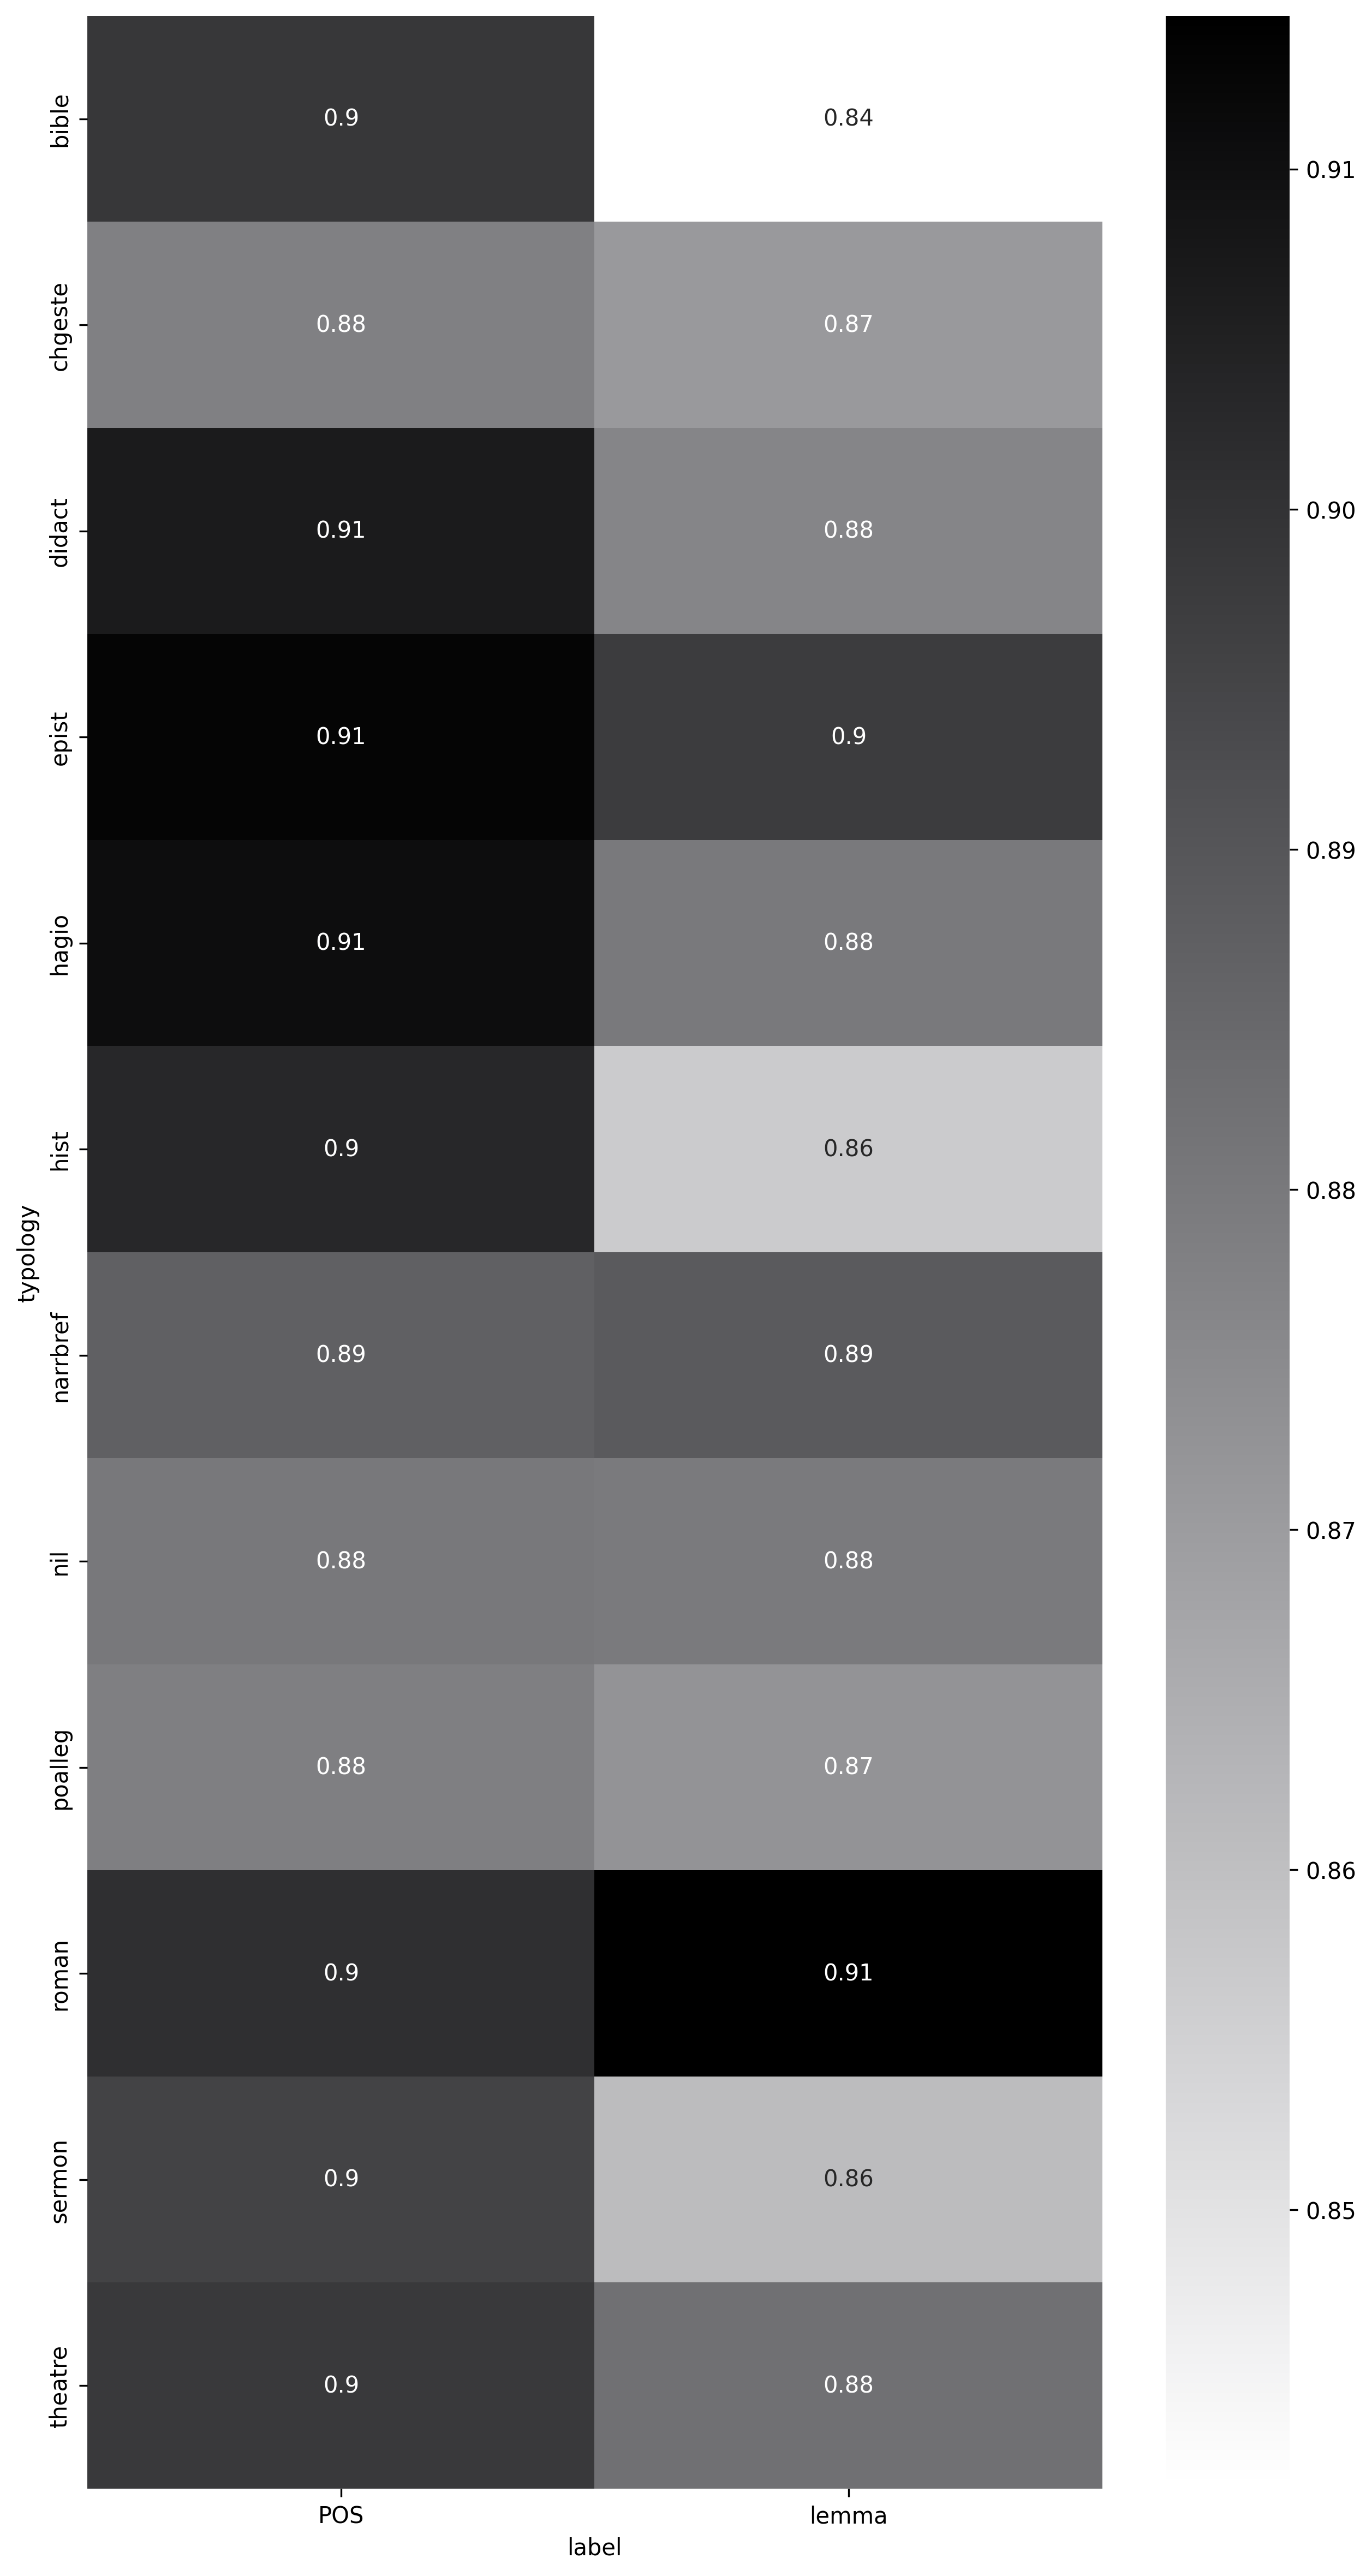 typology
bible 0.9 0.84
chgeste 0.88 0.87
didact 0.91 0.88
epist 0.91 0.9
hagio 0.91 0.88
hist 0.9 0.86
narrbref 0.89 0.89
nil 0.88 0.88
poalleg 0.88 0.87
roman 0.9 0.91
sermon 0.9 0.86
theatre 0.9 0.88
POS lemma
label
0.91
0.90
0.89
0.88
0.87
0.86
0.85